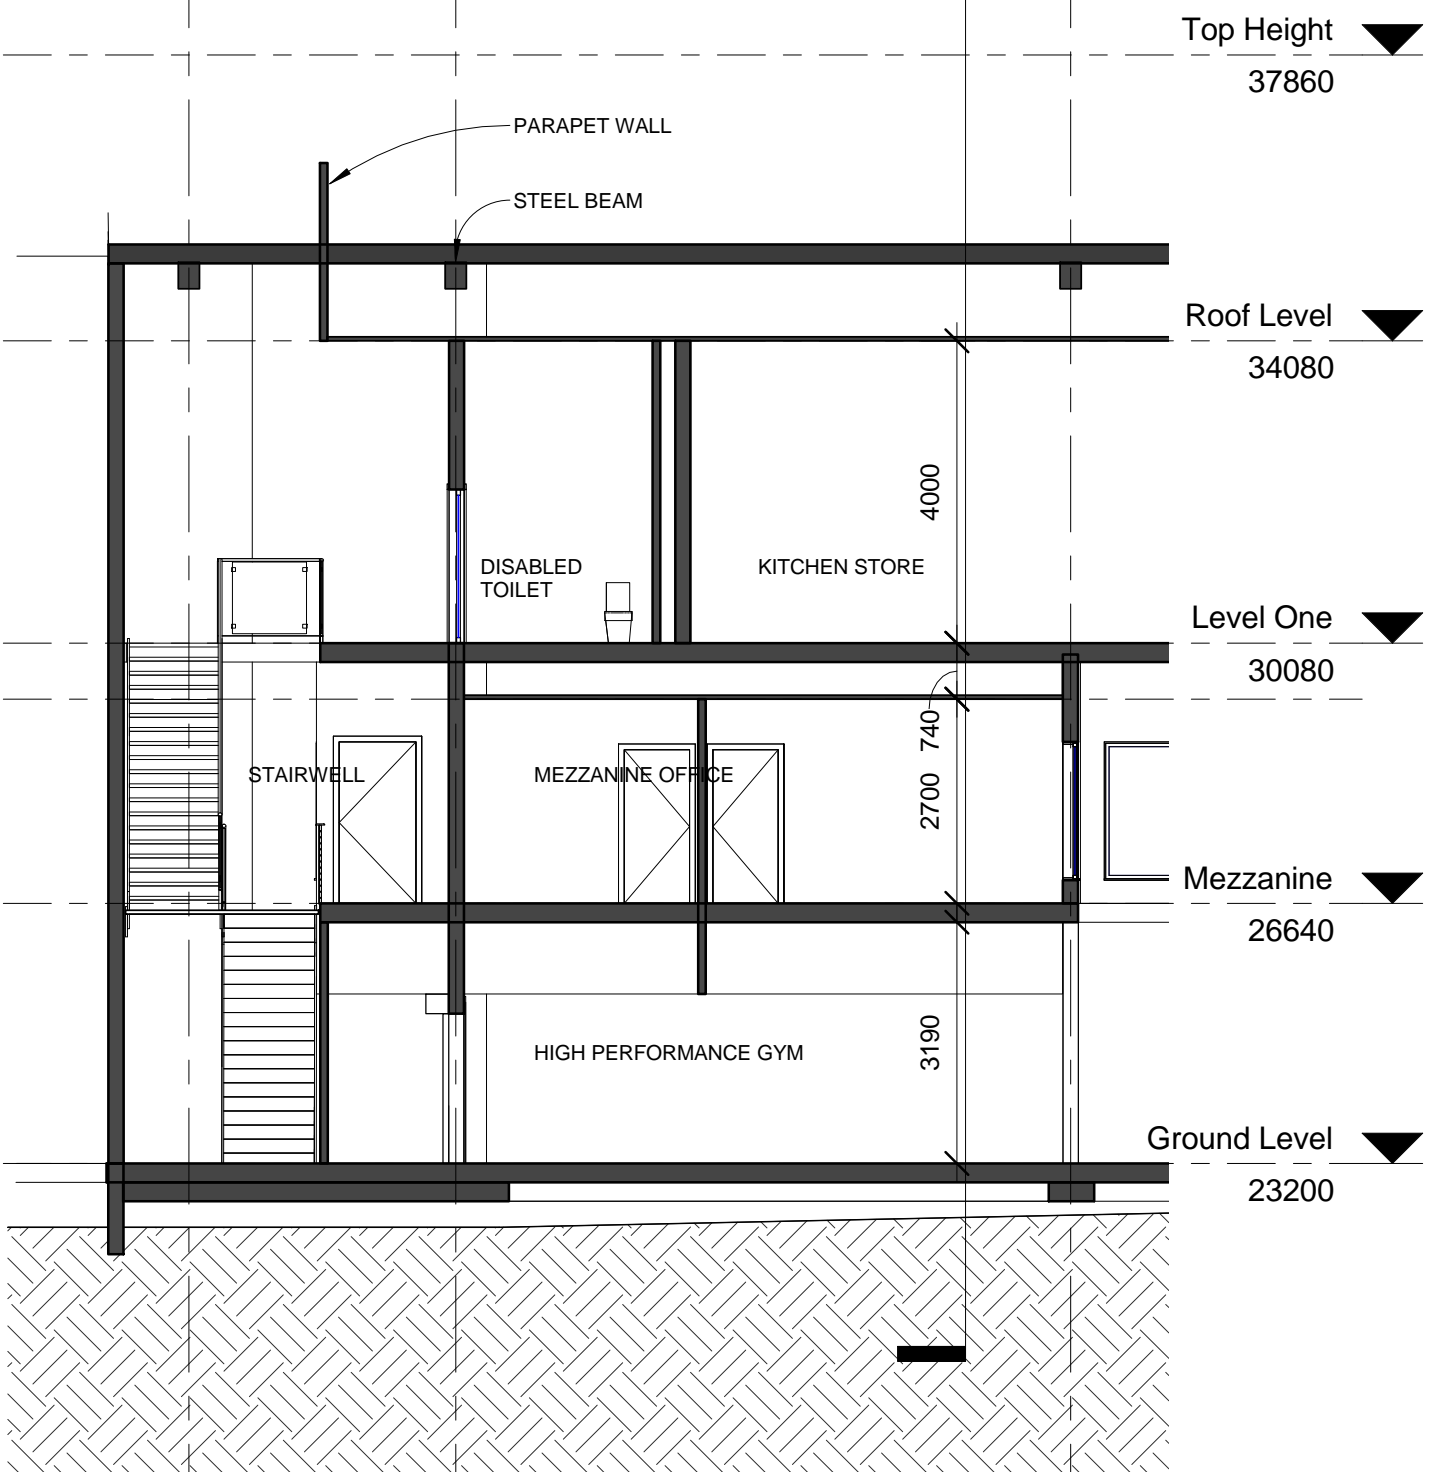 Top Height
37860
PARAPET WALL
STEEL BEAM
Roof Level
34080
4000
DISABLED
TOILET
KITCHEN STORE
Level One
30080
740
STAIRWELL
MEZZANINE OFFICE
2700
Mezzanine
26640
3190
HIGH PERFORMANCE GYM
Ground Level
23200